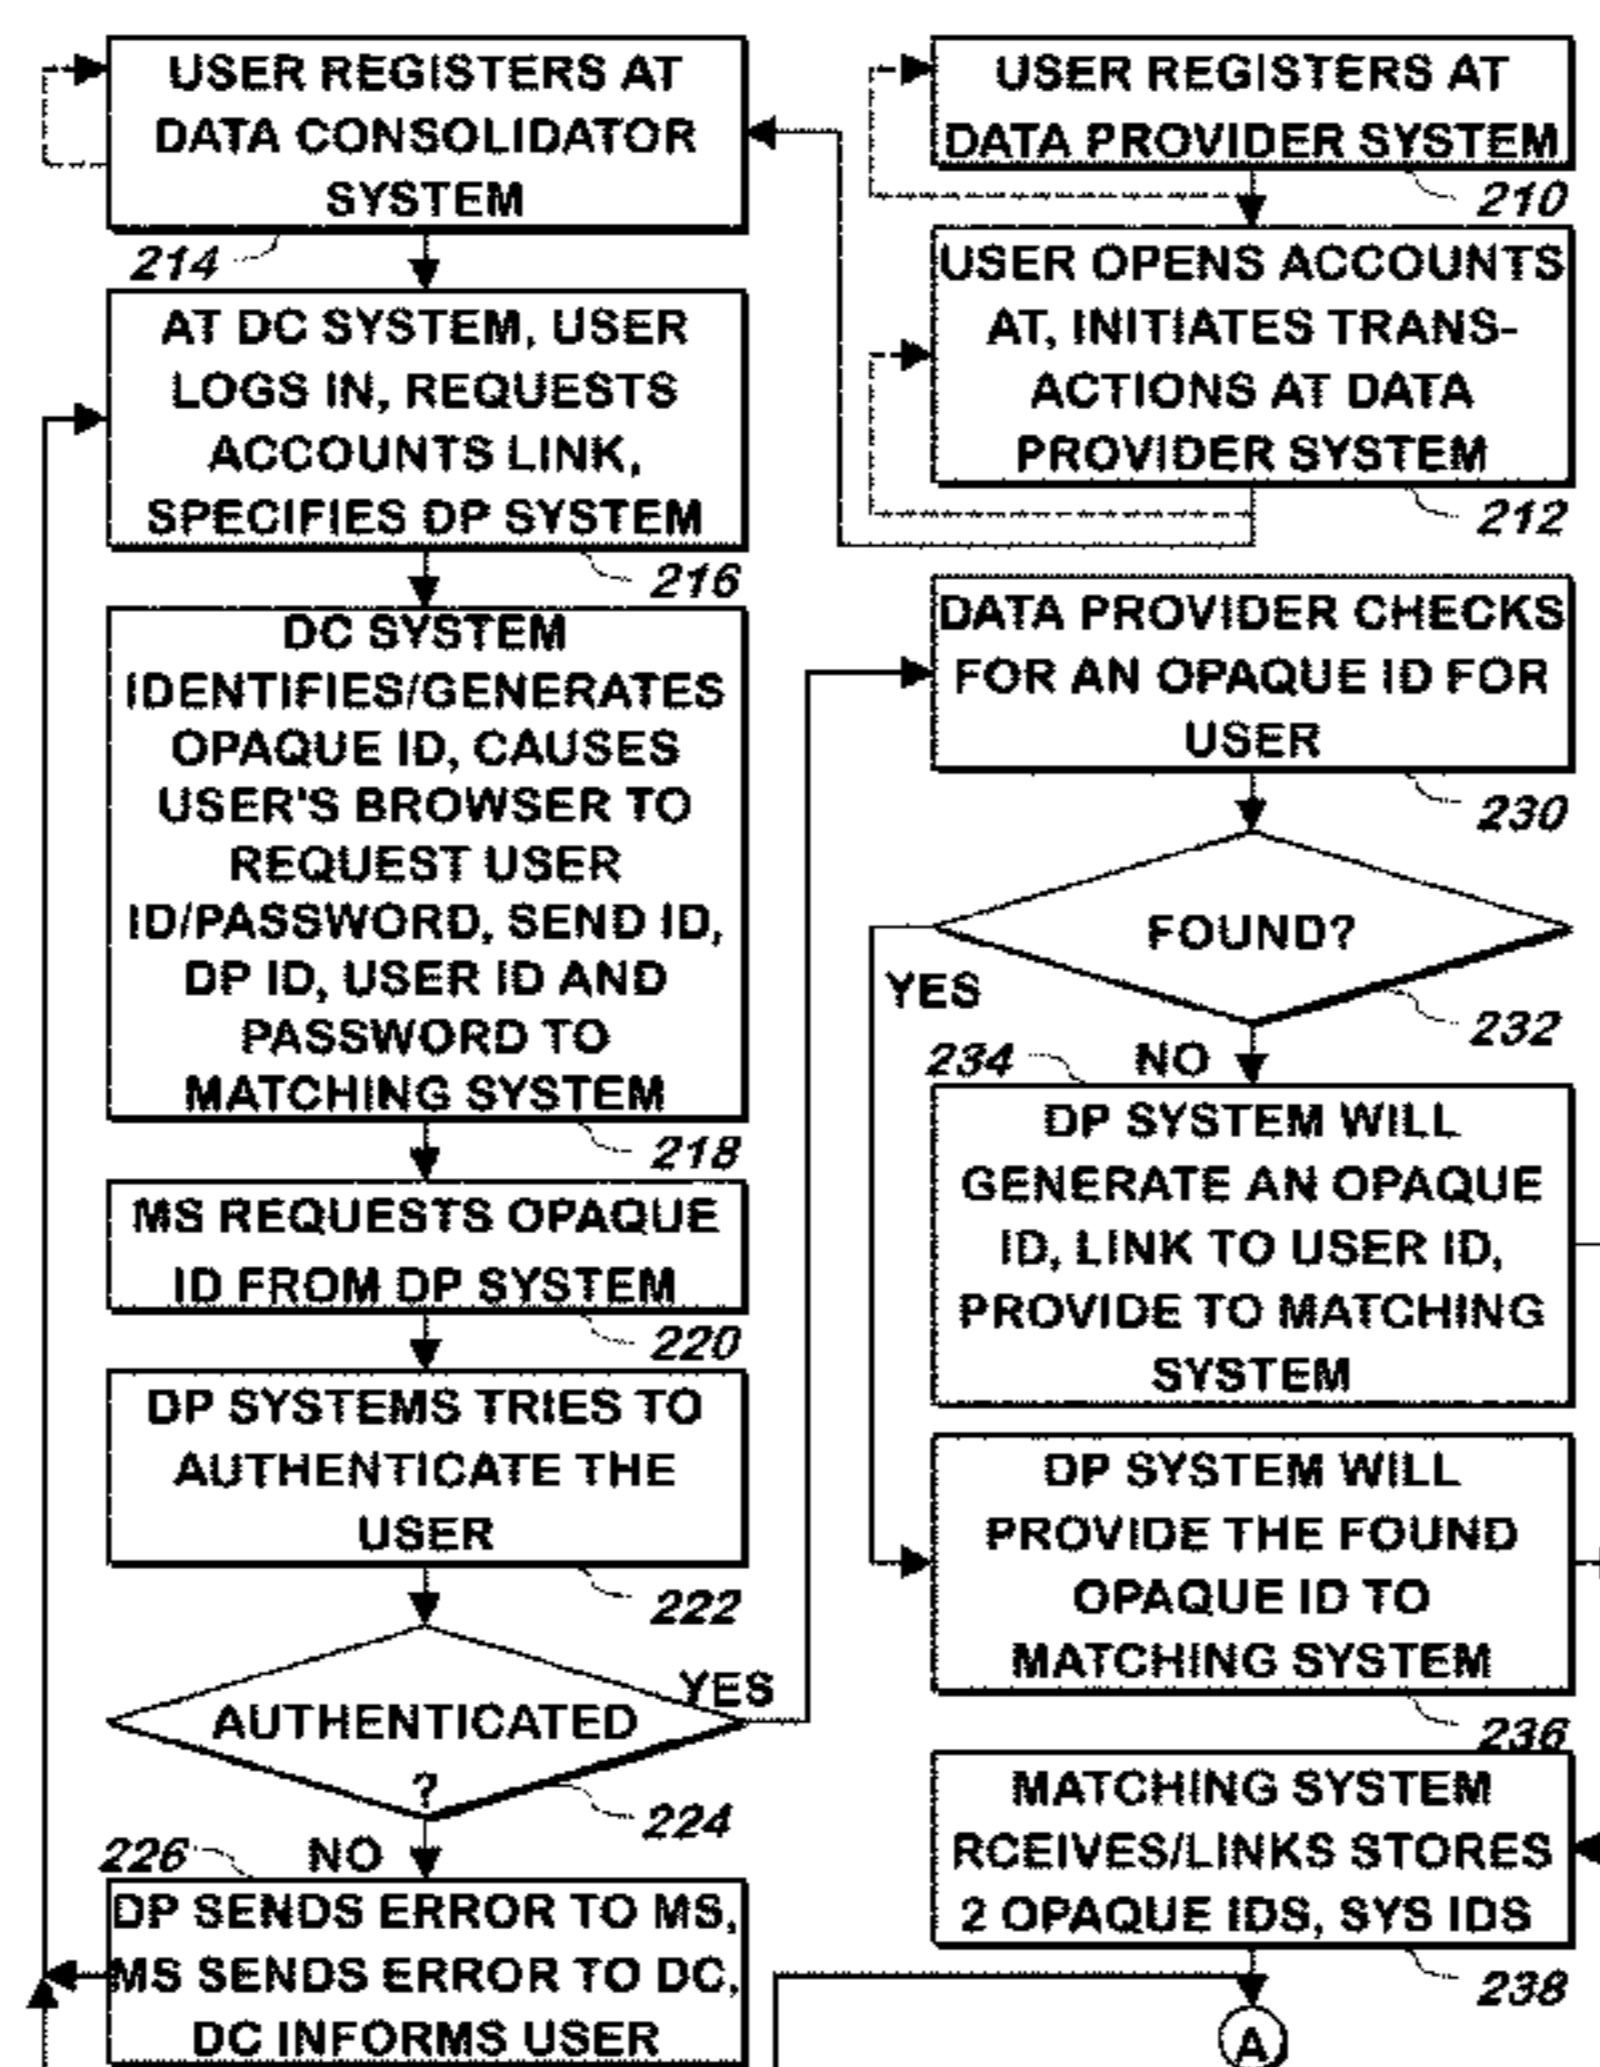 USER REGISTERS AT
DATA CONSOLIDATOR
SYSTEM
214
AT DC SYSTEM, USER
LOGS IN, REQUESTS
ACCOUNTS LINK,
SPECIFIES DP SYSTEM
216
DC SYSTEM
IDENTIFIES/GENERATES
OPAQUE ID, CAUSES
USER'S BROWSER TO
REQUEST USER
ID/PASSWORD, SEND ID,
DP ID, USER ID AND
PASSWORD TO
MATCHING SYSTEM
218
MS REQUESTS OPAQUE
ID FROM DP SYSTEM
220
DP SYSTEMS TRIES TO
AUTHENTICATE THE
USER
222
YES
AUTHENTICATED
?
224
226
NO
DP SENDS ERROR TO MS,
MS SENDS ERROR TO DC,
DC INFORMS USER
USER REGISTERS AT
DATA PROVIDER SYSTEM
210
USER OPENS ACCOUNTS
AT, INITIATES TRANS-
ACTIONS AT DATA
PROVIDER SYSTEM
212
DATA PROVIDER CHECKS
FOR AN OPAQUE ID FOR
USER
230
FOUND?
YES
232
234
NO
DP SYSTEM WILL
GENERATE AN OPAQUE
ID, LINK TO USER ID,
PROVIDE TO MATCHING
SYSTEM
DP SYSTEM WILL
PROVIDE THE FOUND
OPAQUE ID TO
MATCHING SYSTEM
236
MATCHING SYSTEM
RCEIVES/LINKS STORES
2 OPAQUE IDS, SYS IDS
238
A